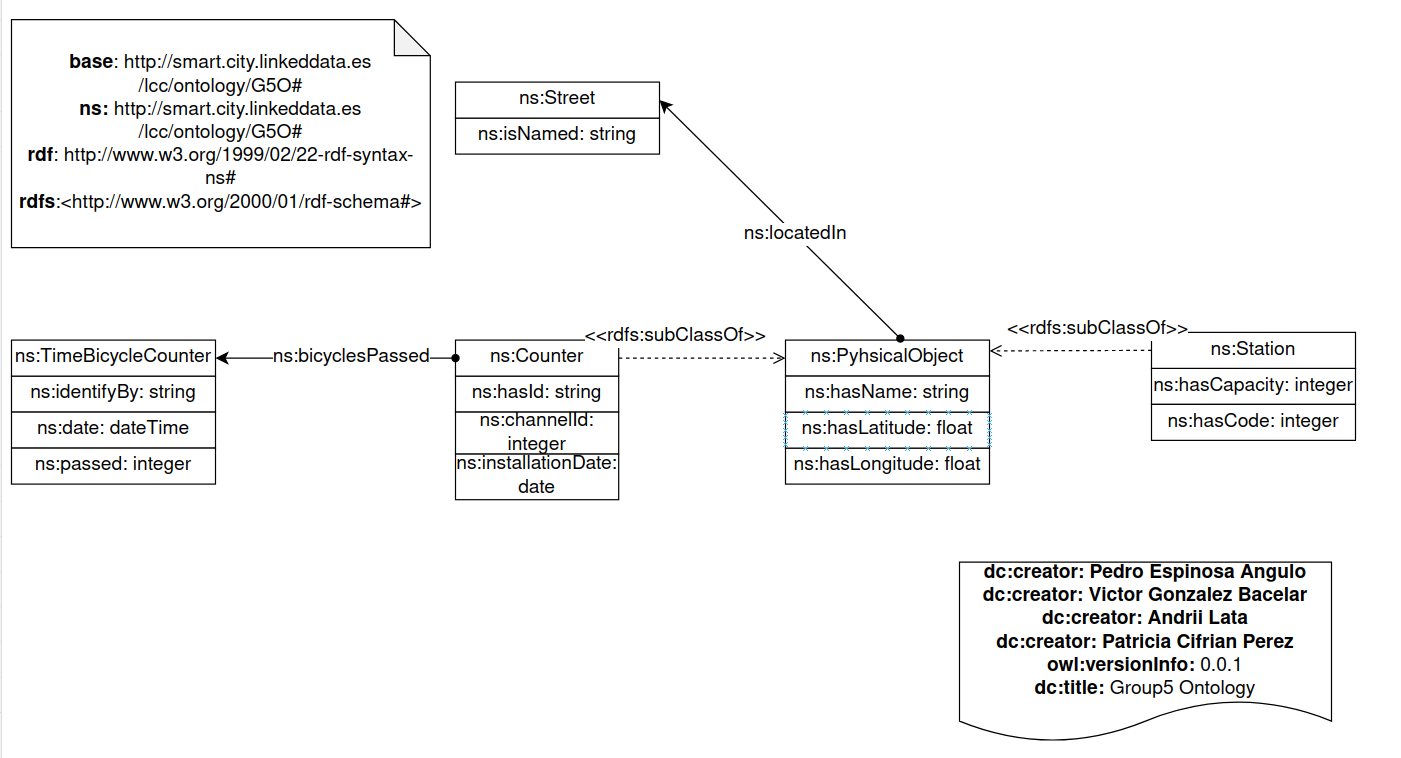 base: http://smart.city.linkeddata.es
/lcc/ontology/G5O#
ns: http://smart.city.linkeddata.es
/lcc/ontology/G5O#
rdf: http://www.w3.org/1999/02/22-rdf-syntax-
ns#
rdfs:<http://www.w3.org/2000/01/rdf-schema#>
ns:Street
ns:isNamed: string
ns:locatedIn
ns:TimeBicycleCounter
ns:identifyBy: string
ns:date: dateTime
ns:passed: integer
ns:bicyclesPassed
ns:Counter
ns:hasId: string
ns:channelId:
integer
ns:installationDate:
date
<<rdfs:subClassOf>>
ns:PyhsicalObject
ns:hasName: string
ns:hasLatitude: float
ns:hasLongitude: float
<<rdfs:subClassOf>>
ns:Station
ns:hasCapacity: integer
ns:hasCode: integer
dc:creator: Pedro Espinosa Angulo
dc:creator: Victor Gonzalez Bacelar
dc:creator: Andrii Lata
dc:creator: Patricia Cifrian Perez
owl:versionInfo: 0.0.1
dc:title: Group5 Ontology